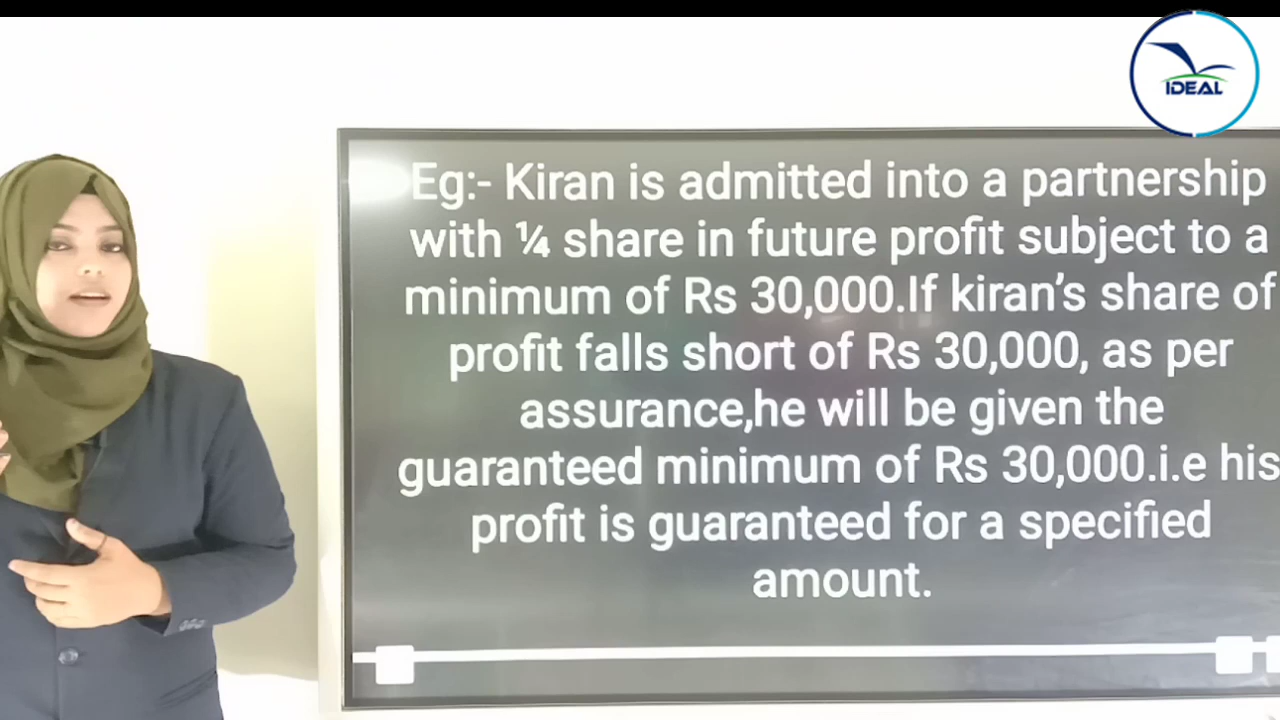 IDEAL
Eg:- Kiran is admitted into a partnership
with ¼ share in future profit subject to a
minimum of Rs 30,000.If kiran's share of
profit falls short of Rs 30,000, as per
assurance,he will be given the
guaranteed minimum of Rs 30,000.i.e his
profit is guaranteed for a specified
amount.